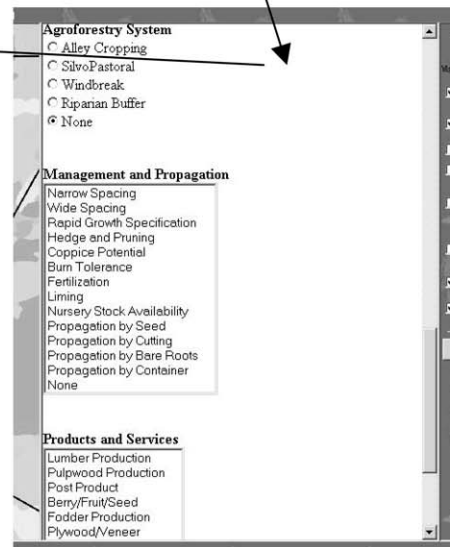 Agroforestry System
Alley Cropping
SilvoPastoral
Windbreak
Riparian Buffer
None
Management and Propagation
Narrow Spacing
Wide Spacing
Rapid Growth Specification
Hedge and Pruning
Coppice Potential
Burn Tolerance
Fertilization
Liming
Nursery Stock Availability
Propagation by Seed
Propagation by Cutting
Propagation by Bare Roots
Propagation by Container
None
Products and Services
Lumber Production
Pulpwood Production
Post Product
Berry/Fruit/Seed
Fodder Production
Plywood/Veneer